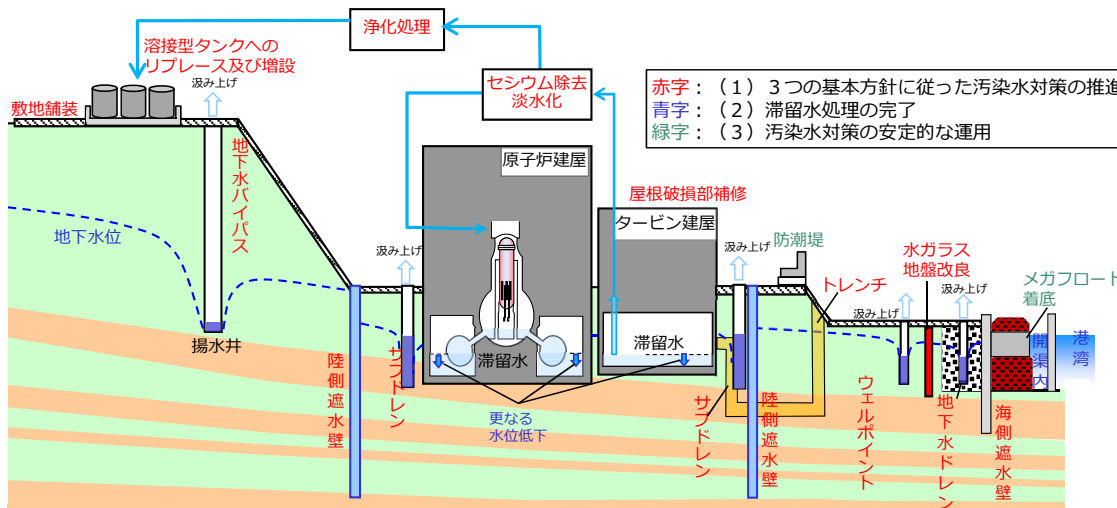 浄化処理
溶接型タンクへの
リプレース及び増設
汲み上げ
敷地舗装
セシウム除去
淡水化
赤字：（1）３つの基本方針に従った汚染水対策の推進
青字：（2）滞留水処理の完了
緑字：（3）汚染水対策の安定的な運用
地下水バイパス
地下水位
揚水井
原子炉建屋
屋根破損部補修
タービン建屋
汲み上げ
汲み上げ
防潮堤
水ガラス
地盤改良
トレンチ
汲み上げ
汲み上げ
メガフロート
着底
開渠内
港湾
滞留水
滞留水
更なる
水位低下
陸側遮水壁
サブドレン
サブドレン
陸側遮水壁
ウェルポイント
地下水ドレン
海側遮水壁